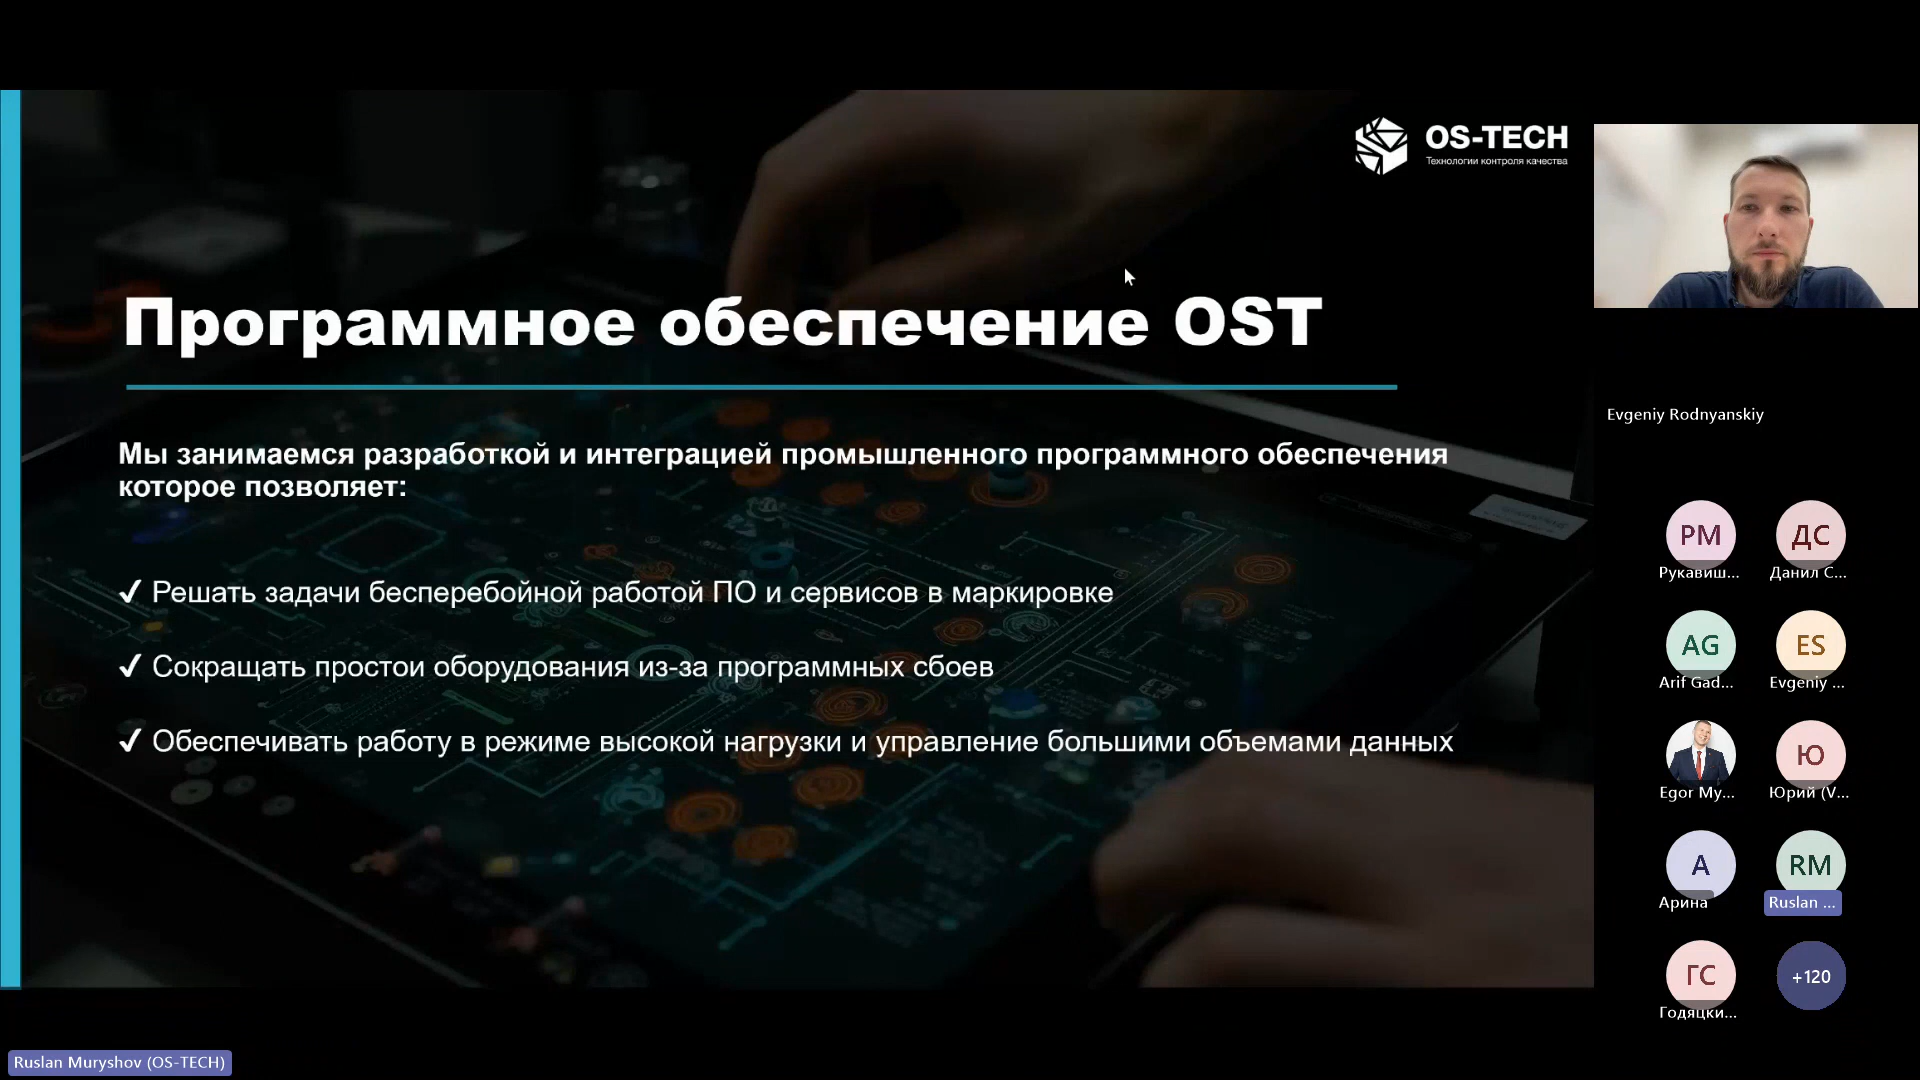 OS-TECH
Технологии контроля качества
Программное обеспечение OST
Мы занимаемся разработкой и интеграцией промышленного программного обеспечения
которое позволяет:
✓ Решать задачи бесперебойной работой ПО и сервисов в маркировке
✓ Сокращать простои оборудования из-за программных сбоев
✓ Обеспечивать работу в режиме высокой нагрузки и управление большими объемами данных
Evgeniy Rodnyanskiy
РМ
ДС
Рукавиш...
Данил С...
AG
ES
Arif Gad...
Evgeniy ...
Ю
Egor My...
Юрий (V...
А
RM
Арина
Ruslan ...
ГС
+120
Годяцки...
Ruslan Muryshov (OS-TECH)